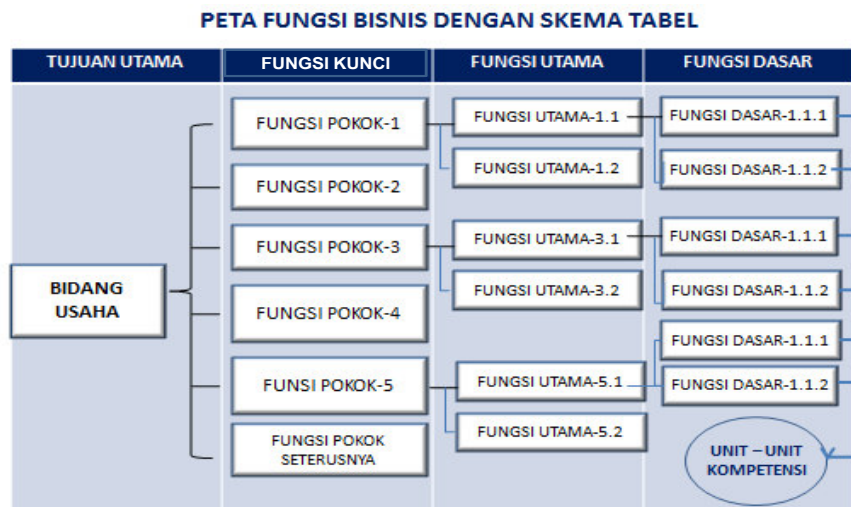 PETA FUNGSI BISNIS DENGAN SKEMA TABEL
TUJUAN UTAMA
FUNGSI KUNCI
FUNGSI UTAMA
FUNGSI DASAR
BIDANG
USAHA
FUNGSI POKOK-1
FUNGSI POKOK-2
FUNGSI POKOK-3
FUNGSI POKOK-4
FUNSI POKOK-5
FUNGSI POKOK
SETERUSNYA
FUNGSI UTAMA-1.1
FUNGSI UTAMA-1.2
FUNGSI UTAMA-3.1
FUNGSI UTAMA-3.2
FUNGSI UTAMA-5.1
FUNGSI UTAMA-5.2
FUNGSI DASAR-1.1.1
FUNGSI DASAR-1.1.2
FUNGSI DASAR-1.1.1
FUNGSI DASAR-1.1.2
FUNGSI DASAR-1.1.1
FUNGSI DASAR-1.1.2
UNIT – UNIT
KOMPETENSI